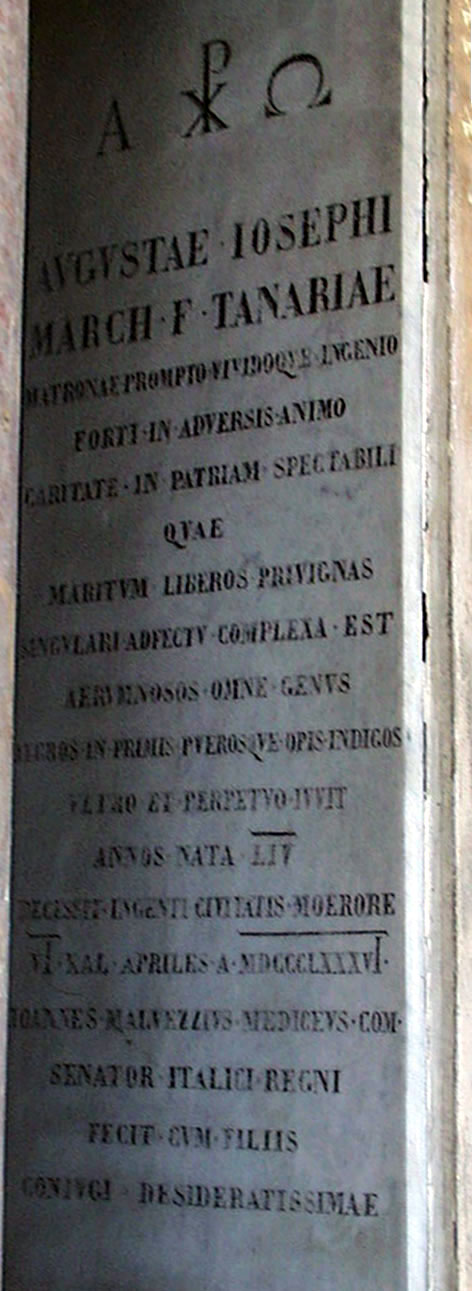 A ☧ Ω
AVGVSTAE · IOSEPHI
MARCH · F · TANARIAE
MATRONAE · PROMPTO · VIVIDOQVE · INGENIO
FORTI · IN · ADVERSIS · ANIMO
CARITATE · IN · PATRIAM · SPECTABILI
QVAE
MARITVM · LIBEROS · PRIVIGNAS
SINGVLARI · ADFECTV · COMPLEXA · EST
AERVMNOSOS · OMNE · GENVS
AEGROS · IN · PRIMIS · PVEROSQVE · OPIS · INDIGOS
VLTRO · ET · PERPETVO · IVVIT
ANNOS · NATA · LIV
DECESSIT · INGENTI · CIVITATIS · MOERORE
VI · KAL · APRILES · A · MDCCCLXXXVI ·
IOANNES · MALVEZZIVS · MEDICEVS · COM ·
SENATOR · ITALICI · REGNI
FECIT · CVM · FILIIS
CONIVGI · DESIDERATISSIMAE